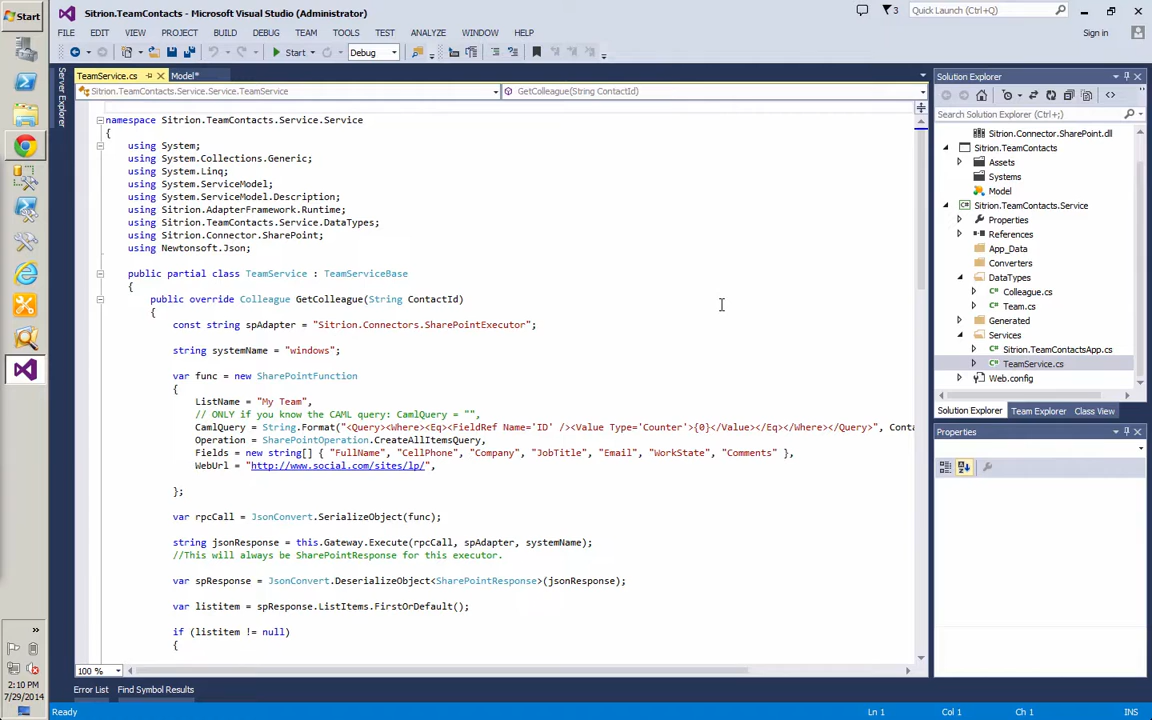 Start
Sitrion.TeamContacts - Microsoft Visual Studio (Administrator)
3
Quick Launch (Ctrl+Q)
FILE EDIT VIEW PROJECT BUILD DEBUG TEAM TOOLS TEST ANALYZE WINDOW HELP
Sign in
Start
Debug
Server Explorer
TeamService.cs
Model*
Sitrion.TeamContacts.Service.Service.TeamService
GetColleague(String ContactId)
namespace Sitrion.TeamContacts.Service.Service
{
using System;
using System.Collections.Generic;
using System.Linq;
using System.ServiceModel;
using System.ServiceModel.Description;
using Sitrion.AdapterFramework.Runtime;
using Sitrion.TeamContacts.Service.DataTypes;
using Sitrion.Connector.SharePoint;
using Newtonsoft.Json;
public partial class TeamService : TeamServiceBase
{
public override Colleague GetColleague(String ContactId)
{
const string spAdapter = "Sitrion.Connectors.SharePointExecutor";
string systemName = "windows";
var func = new SharePointFunction
{
ListName = "My Team",
// ONLY if you know the CAML query: CamlQuery = "",
CamlQuery = String.Format("<Query><Where><Eq><FieldRef Name='ID' /><Value Type='Counter'>{0}</Value></Eq></Where></Query>", Conta
Operation = SharePointOperation.CreateAllItemsQuery,
Fields = new string[] { "FullName", "CellPhone", "Company", "JobTitle", "Email", "WorkState", "Comments" },
WebUrl = "http://www.social.com/sites/lp/",
};
var rpcCall = JsonConvert.SerializeObject(func);
string jsonResponse = this.Gateway.Execute(rpcCall, spAdapter, systemName);
//This will always be SharePointResponse for this executor.
var spResponse = JsonConvert.DeserializeObject<SharePointResponse>(jsonResponse);
var listitem = spResponse.ListItems.FirstOrDefault();
if (listitem != null)
{
100 %
Solution Explorer
Search Solution Explorer (Ctrl+;)
Sitrion.Connector.SharePoint.dll
Sitrion.TeamContacts
Assets
Systems
Model
Sitrion.TeamContacts.Service
Properties
References
App_Data
Converters
DataTypes
Colleague.cs
Team.cs
Generated
Services
Sitrion.TeamContactsApp.cs
TeamService.cs
Web.config
Solution Explorer Team Explorer Class View
Properties
Error List Find Symbol Results
2:10 PM
7/29/2014
Ready
Ln 1 Col 1 Ch 1 INS